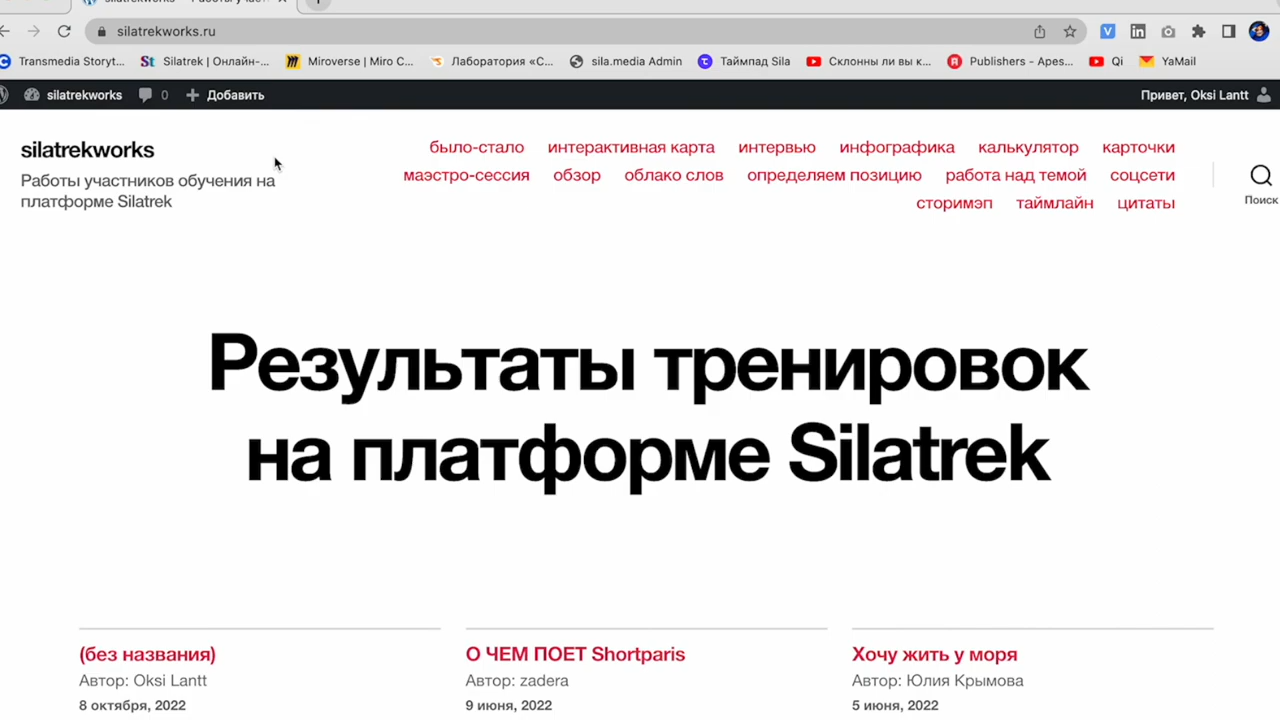 silatrekworks.ru
Transmedia Storyt... Silatrek | Онлайн-... Miroverse | Miro C... Лаборатория «С... sila.media Admin Таймпад Sila Склонны ли вы к... Publishers - Apes... Qi YaMail
silatrekworks 0 Добавить Привет, Oksi Lantt
silatrekworks
Работы участников обучения на
платформе Silatrek
было-стало интерактивная карта интервью инфографика калькулятор карточки
маэстро-сессия обзор облако слов определяем позицию работа над темой соцсети
сторимэп таймлайн цитаты
Поиск
Результаты тренировок
на платформе Silatrek
(без названия) О ЧЕМ ПОЕТ Shortparis Хочу жить у моря
Автор: Oksi Lantt Автор: zadera Автор: Юлия Крымова
8 октября, 2022 9 июня, 2022 5 июня, 2022